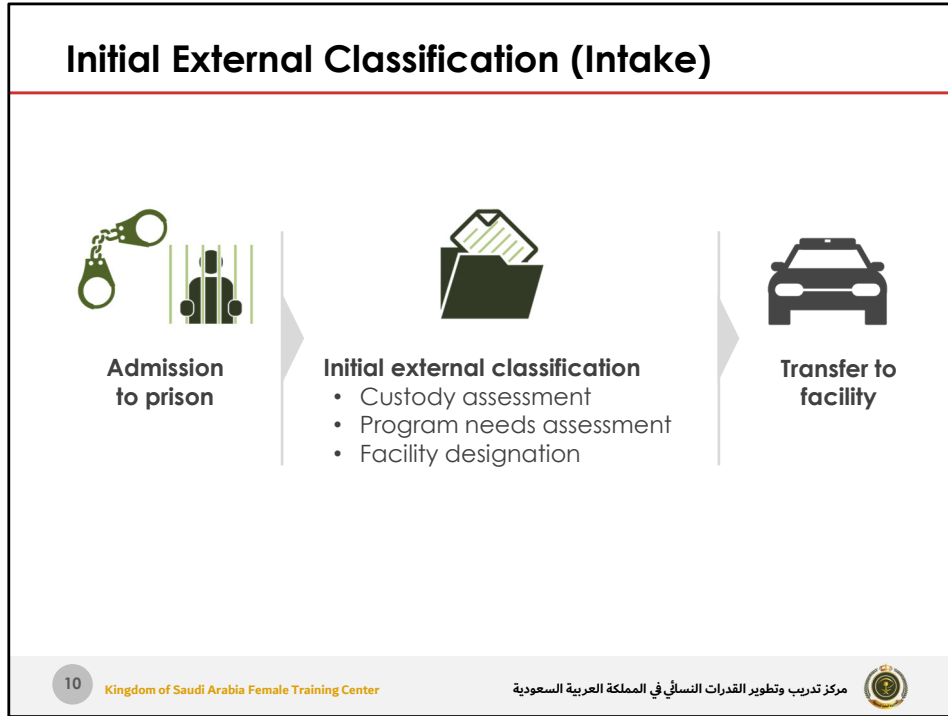 Initial External Classification (Intake)
Admission
to prison
Initial external classification
• Custody assessment
• Program needs assessment
• Facility designation
Transfer to
facility
10
Kingdom of Saudi Arabia Female Training Center
مركز تدريب وتطوير القدرات النسائي في المملكة العربية السعودية